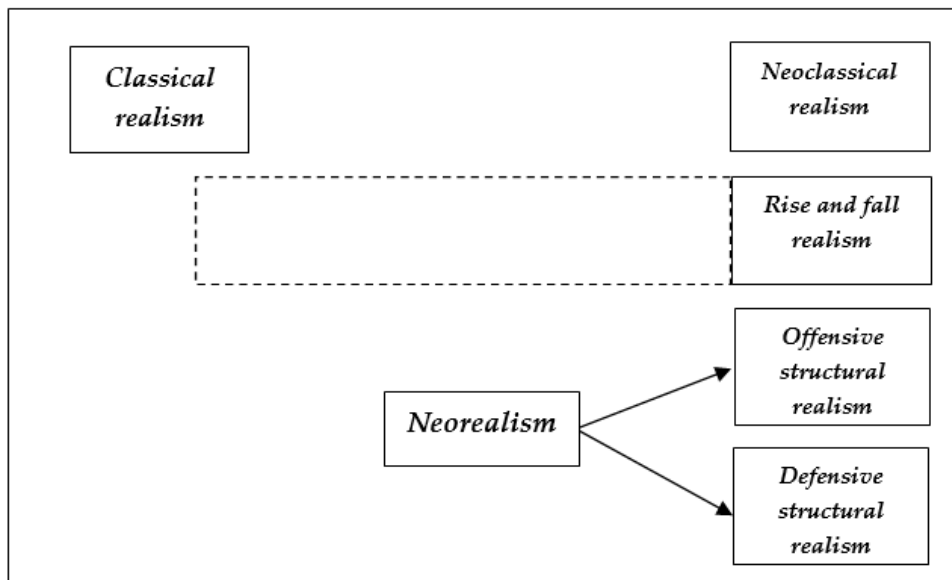 Classical
realism
Neoclassical
realism
Rise and fall
realism
Offensive
structural
realism
Neorealism
Defensive
structural
realism